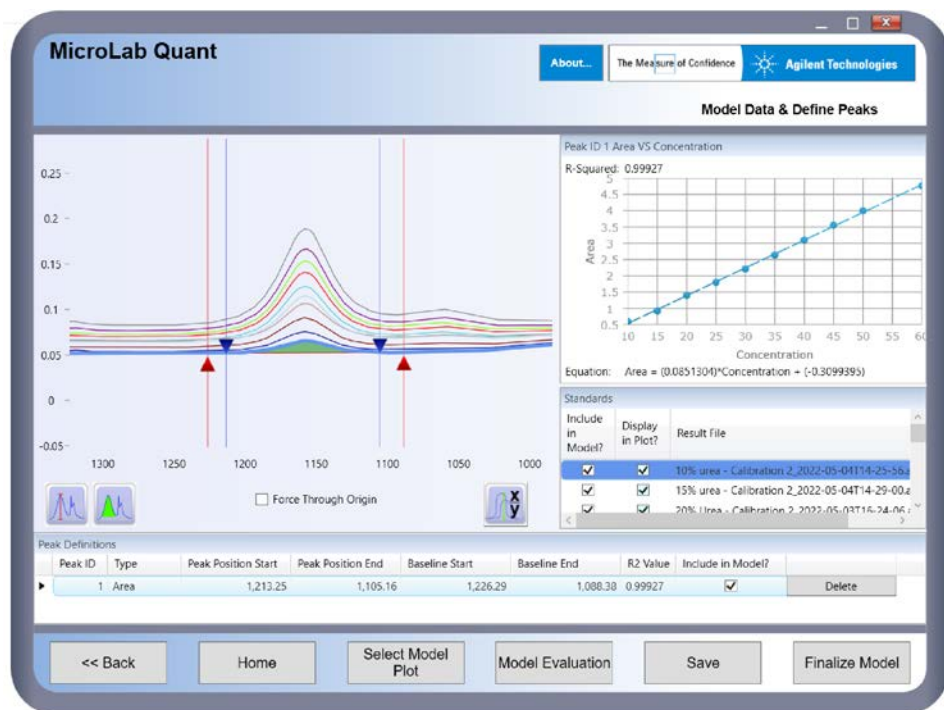 MicroLab Quant
About...
The Measure of Confidence
Agilent Technologies
Model Data & Define Peaks
0.25
0.2
0.15
0.1
0.05
0
-0.05
1300 1250 1200 1150 1100 1050 1000
Force Through Origin
x
y
Peak ID 1 Area VS Concentration
R-Squared: 0.99927
5
4.5
4
3.5
3
2.5
2
1.5
1
0.5
Area
10 15 20 25 30 35 40 45 50 55 60
Concentration
Equation: Area = (0.0851304)*Concentration + (-0.3099395)
Standards
Include in Model? Display in Plot? Result File
10% urea - Calibration 2_2022-05-04T14-25-56.a
15% urea - Calibration 2_2022-05-04T14-29-00.a
20% Urea - Calibration 2_2022-05-03T16-24-06.a
Peak Definitions
Peak ID Type Peak Position Start Peak Position End Baseline Start Baseline End R2 Value Include in Model?
1 Area 1,213.25 1,105.16 1,226.29 1,088.38 0.99927 Delete
<< Back Home Select Model Plot Model Evaluation Save Finalize Model